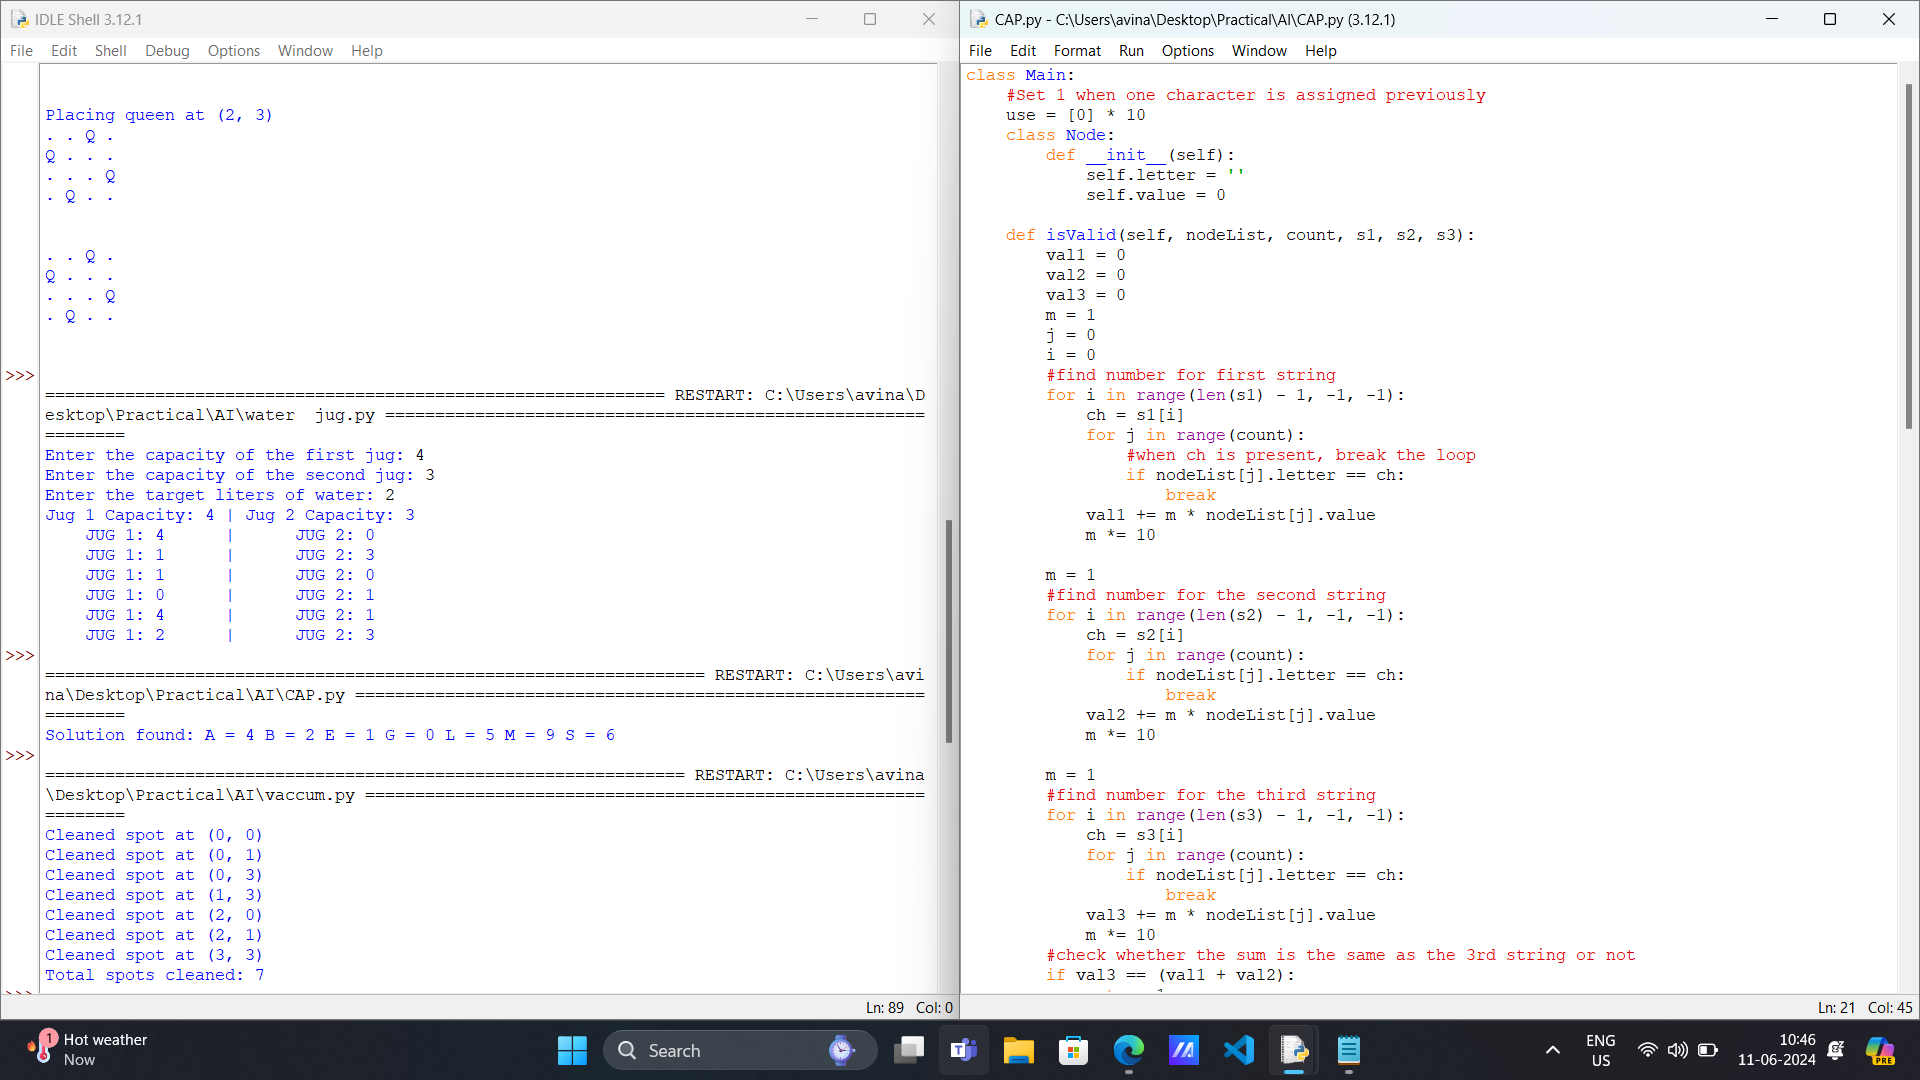 IDLE Shell 3.12.1
File Edit Shell Debug Options Window Help
Placing queen at (2, 3)
. . Q .
Q . . .
. . . Q
. Q . .
. . Q .
Q . . .
. . . Q
. Q . .
>>>
============================================================== RESTART: C:\Users\avina\D
esktop\Practical\AI\water  jug.py ======================================================
========
Enter the capacity of the first jug: 4
Enter the capacity of the second jug: 3
Enter the target liters of water: 2
Jug 1 Capacity: 4 | Jug 2 Capacity: 3
    JUG 1: 4      |      JUG 2: 0
    JUG 1: 1      |      JUG 2: 3
    JUG 1: 1      |      JUG 2: 0
    JUG 1: 0      |      JUG 2: 1
    JUG 1: 4      |      JUG 2: 1
    JUG 1: 2      |      JUG 2: 3
>>>
================================================================== RESTART: C:\Users\avi
na\Desktop\Practical\AI\CAP.py =========================================================
========
Solution found: A = 4 B = 2 E = 1 G = 0 L = 5 M = 9 S = 6
>>>
================================================================ RESTART: C:\Users\avina
\Desktop\Practical\AI\vaccum.py ========================================================
========
Cleaned spot at (0, 0)
Cleaned spot at (0, 1)
Cleaned spot at (0, 3)
Cleaned spot at (1, 3)
Cleaned spot at (2, 0)
Cleaned spot at (2, 1)
Cleaned spot at (3, 3)
Total spots cleaned: 7
Ln: 89 Col: 0
CAP.py - C:\Users\avina\Desktop\Practical\AI\CAP.py (3.12.1)
File Edit Format Run Options Window Help
class Main:
    #Set 1 when one character is assigned previously
    use = [0] * 10
    class Node:
        def __init__(self):
            self.letter = ''
            self.value = 0
    def isValid(self, nodeList, count, s1, s2, s3):
        val1 = 0
        val2 = 0
        val3 = 0
        m = 1
        j = 0
        i = 0
        #find number for first string
        for i in range(len(s1) - 1, -1, -1):
            ch = s1[i]
            for j in range(count):
                #when ch is present, break the loop
                if nodeList[j].letter == ch:
                    break
            val1 += m * nodeList[j].value
            m *= 10
        m = 1
        #find number for the second string
        for i in range(len(s2) - 1, -1, -1):
            ch = s2[i]
            for j in range(count):
                if nodeList[j].letter == ch:
                    break
            val2 += m * nodeList[j].value
            m *= 10
        m = 1
        #find number for the third string
        for i in range(len(s3) - 1, -1, -1):
            ch = s3[i]
            for j in range(count):
                if nodeList[j].letter == ch:
                    break
            val3 += m * nodeList[j].value
            m *= 10
        #check whether the sum is the same as the 3rd string or not
        if val3 == (val1 + val2):
Ln: 21 Col: 45
1
Hot weather
Now
Search
ENG
US
10:46
11-06-2024
PRE